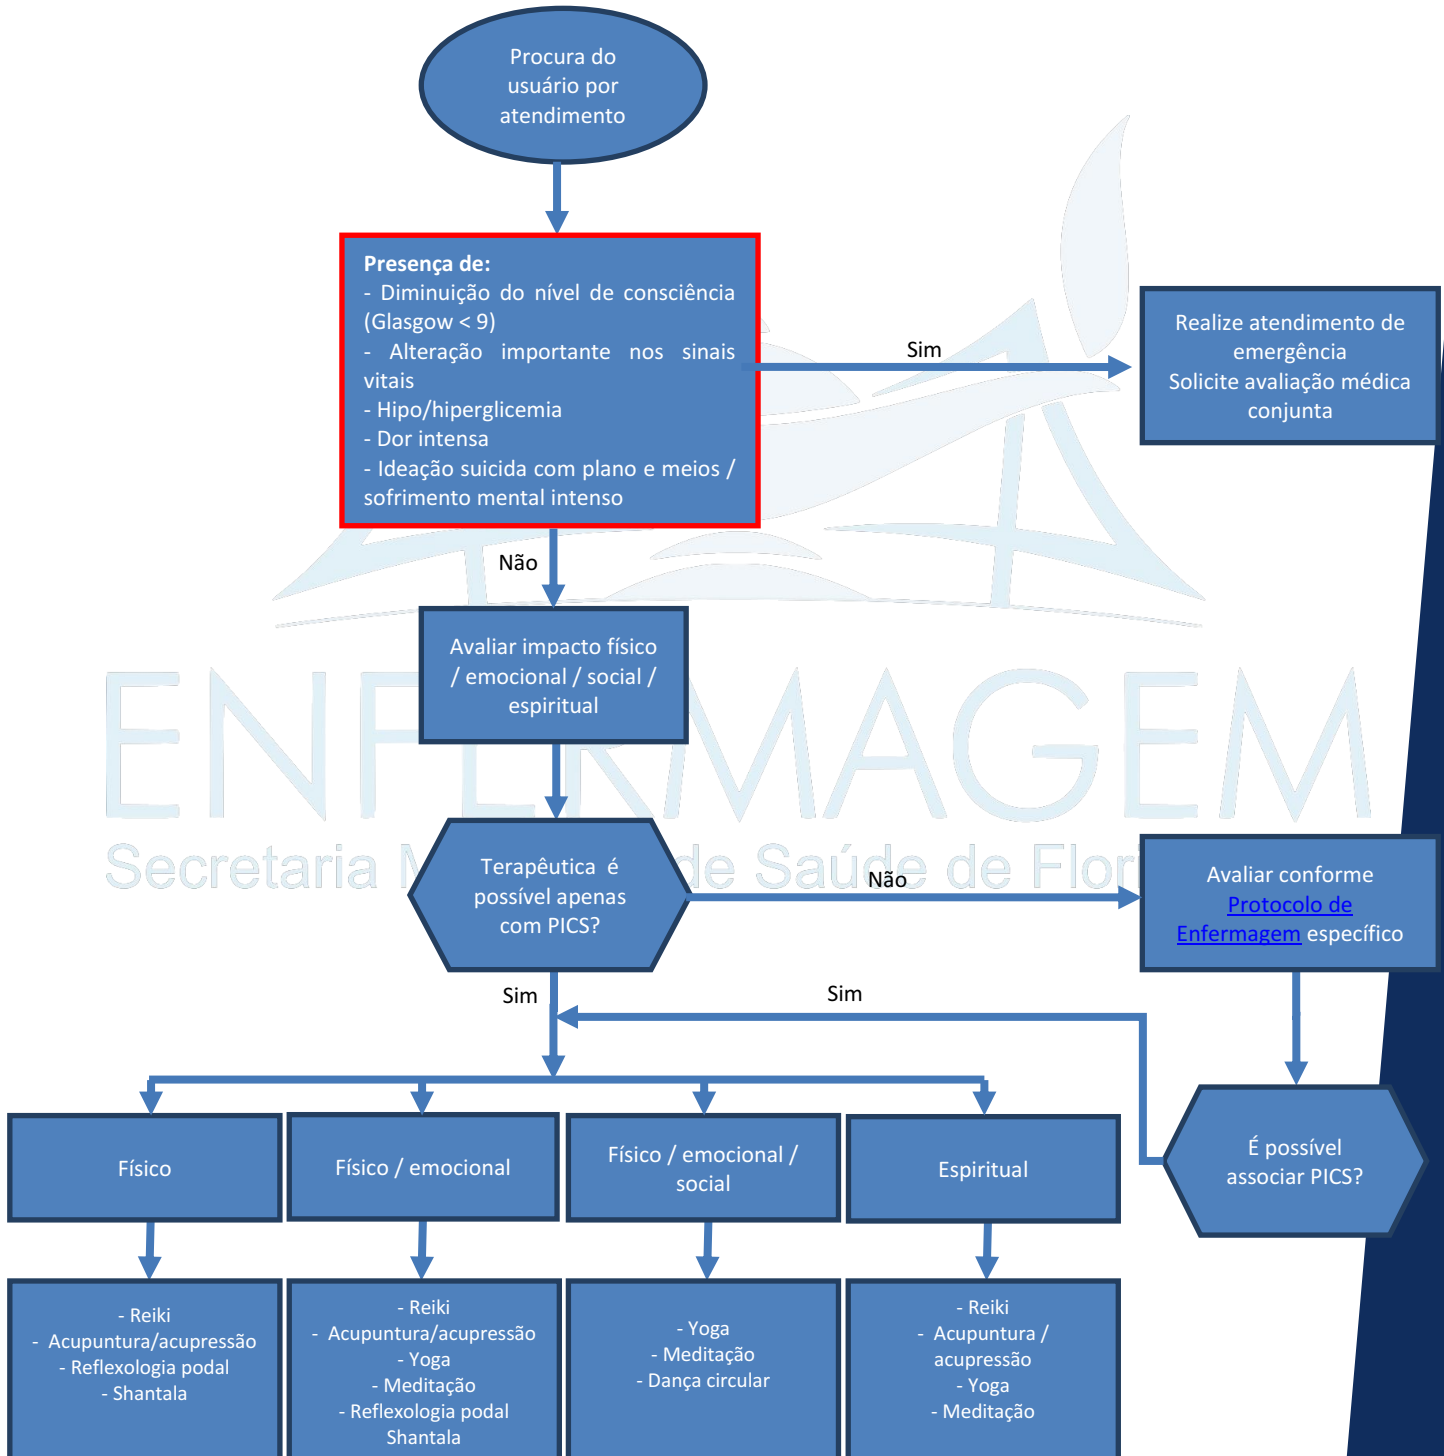 Procura do
usuário por
atendimento
Presença de:
- Diminuição do nível de consciência
(Glasgow < 9)
- Alteração importante nos sinais
vitais
- Hipo/hiperglicemia
- Dor intensa
- Ideação suicida com plano e meios /
sofrimento mental intenso
Sim
Realize atendimento de
emergência
Solicite avaliação médica
conjunta
Não
Avaliar impacto físico
/ emocional / social /
espiritual
ENFERMAGEM
Secretaria M de Saúde de Flori
Terapêutica é
possível apenas
com PICS?
Não
Avaliar conforme
Protocolo de
Enfermagem específico
Sim
Sim
É possível
associar PICS?
Físico
Físico / emocional
Físico / emocional /
social
Espiritual
- Reiki
- Acupuntura/acupressão
- Reflexologia podal
- Shantala
- Reiki
- Acupuntura/acupressão
- Yoga
- Meditação
- Reflexologia podal
Shantala
- Yoga
- Meditação
- Dança circular
- Reiki
- Acupuntura /
acupressão
- Yoga
- Meditação